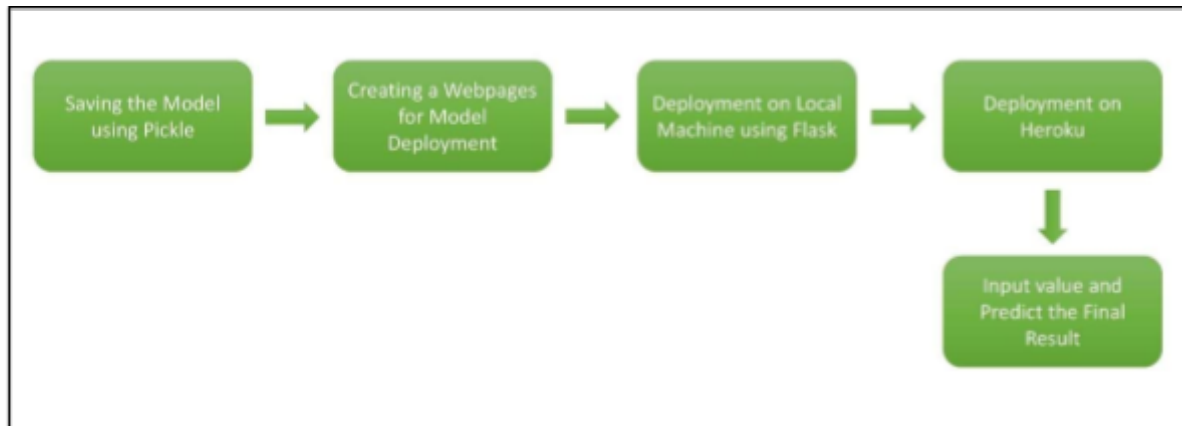 Saving the Model
using Pickle
Creating a Webpages
for Model
Deployment
Deployment on Local
Machine using Flask
Deployment on
Heroku
Input value and
Predict the Final
Result